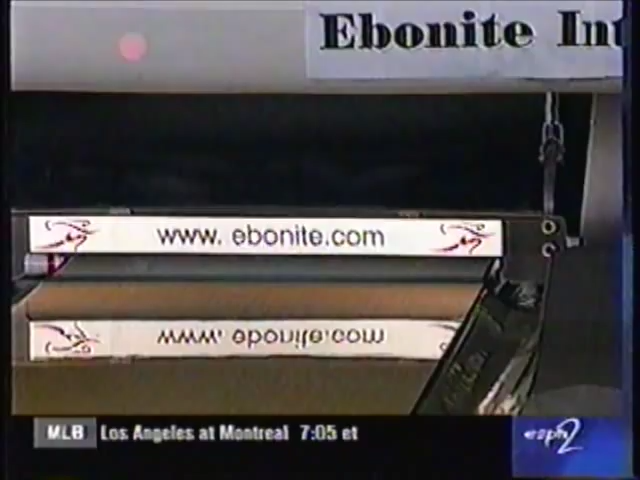 Ebonite Int
www. ebonite.com
www. ebonite.com
MLB Los Angeles at Montreal 7:05 et
espn2